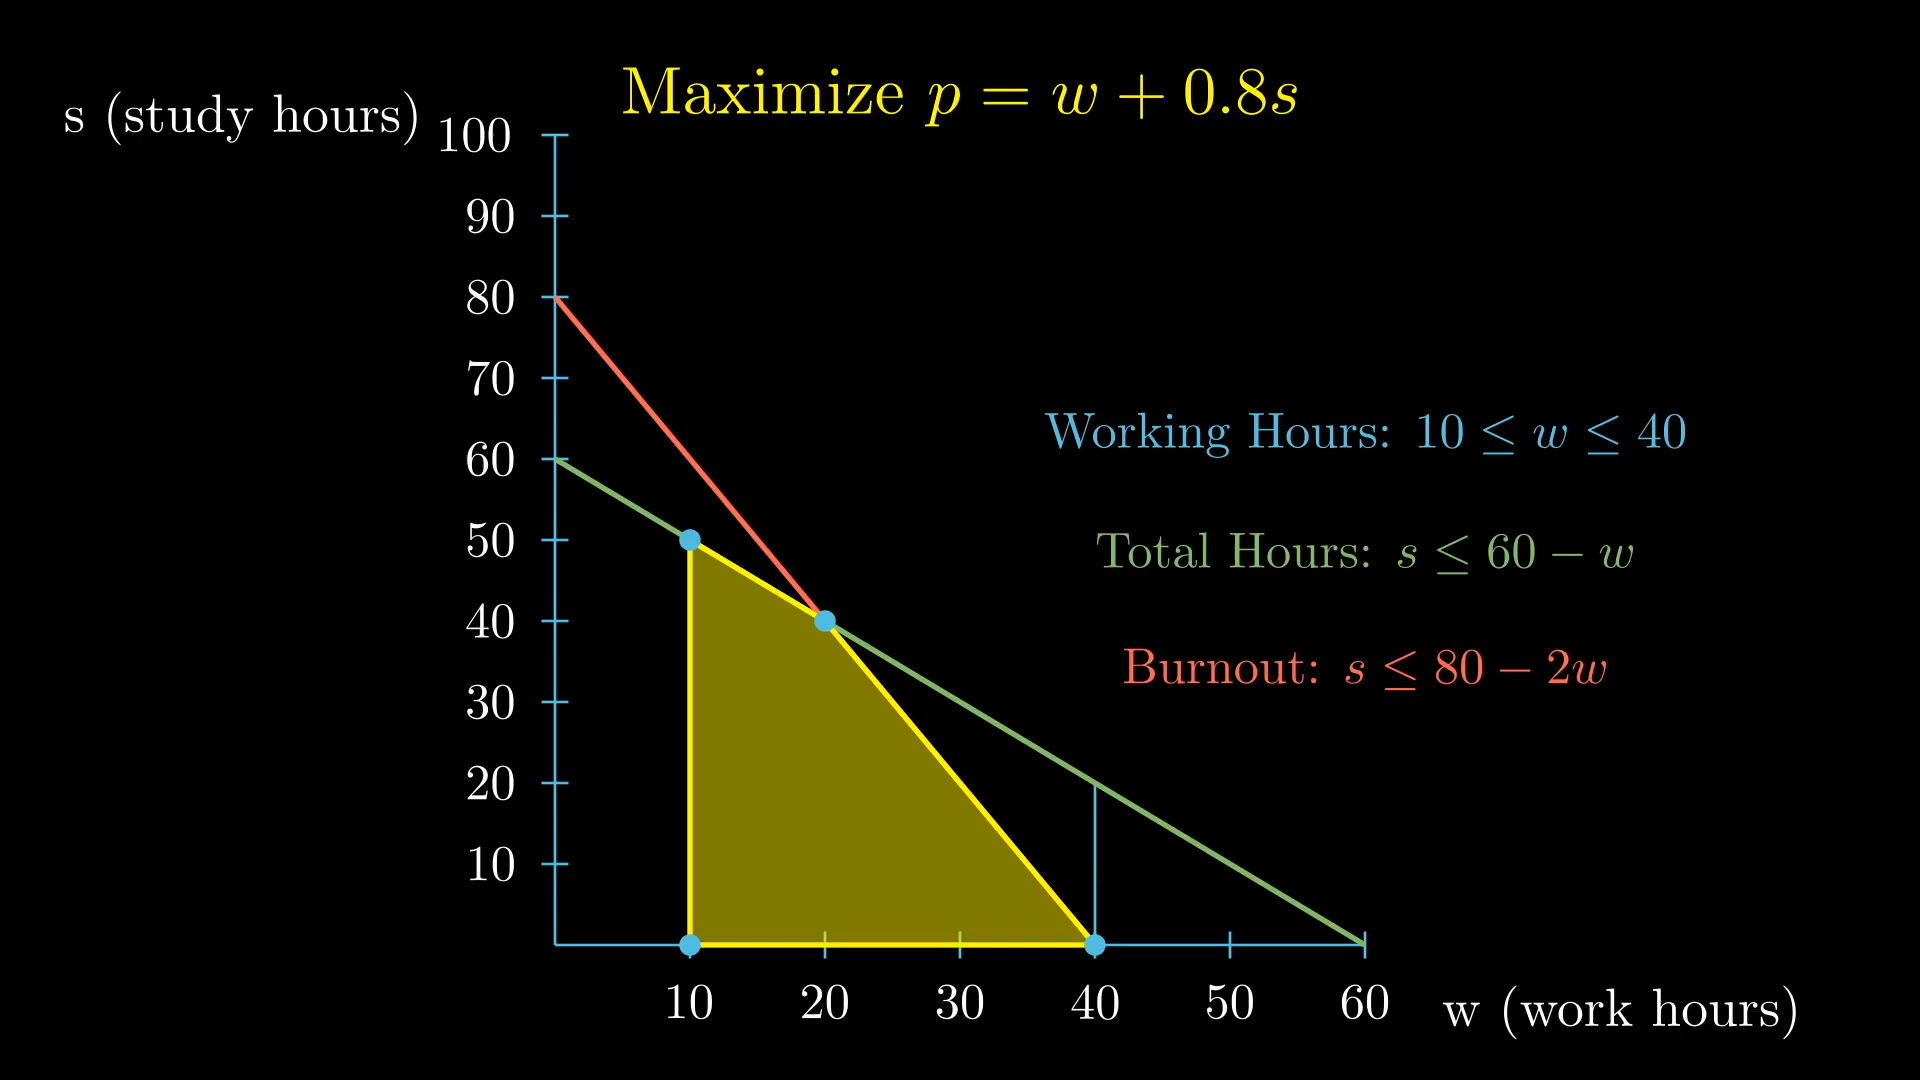 Maximize p = w + 0.8s
s (study hours)
100
90
80
70
60
50
40
30
20
10
Working Hours: 10 ≤ w ≤ 40
Total Hours: s ≤ 60 − w
Burnout: s ≤ 80 − 2w
10 20 30 40 50 60
w (work hours)